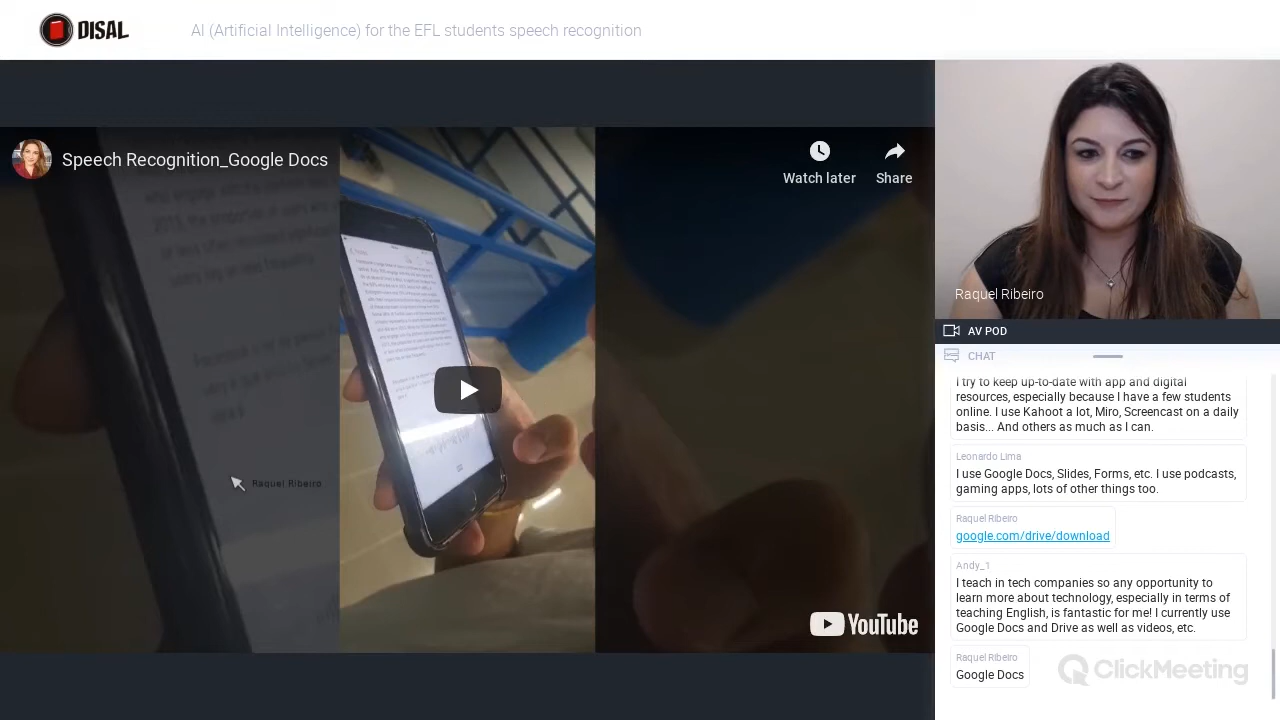 DISAL
AI (Artificial Intelligence) for the EFL students speech recognition
Speech Recognition_Google Docs
Watch later
Share
Raquel Ribeiro
YouTube
Raquel Ribeiro
AV POD
CHAT
I try to keep up-to-date with app and digital
resources, especially because I have a few students
online. I use Kahoot a lot, Miro, Screencast on a daily
basis... And others as much as I can.
Leonardo Lima
I use Google Docs, Slides, Forms, etc. I use podcasts,
gaming apps, lots of other things too.
Raquel Ribeiro
google.com/drive/download
Andy_1
I teach in tech companies so any opportunity to
learn more about technology, especially in terms of
teaching English, is fantastic for me! I currently use
Google Docs and Drive as well as videos, etc.
Raquel Ribeiro
Google Docs
ClickMeeting